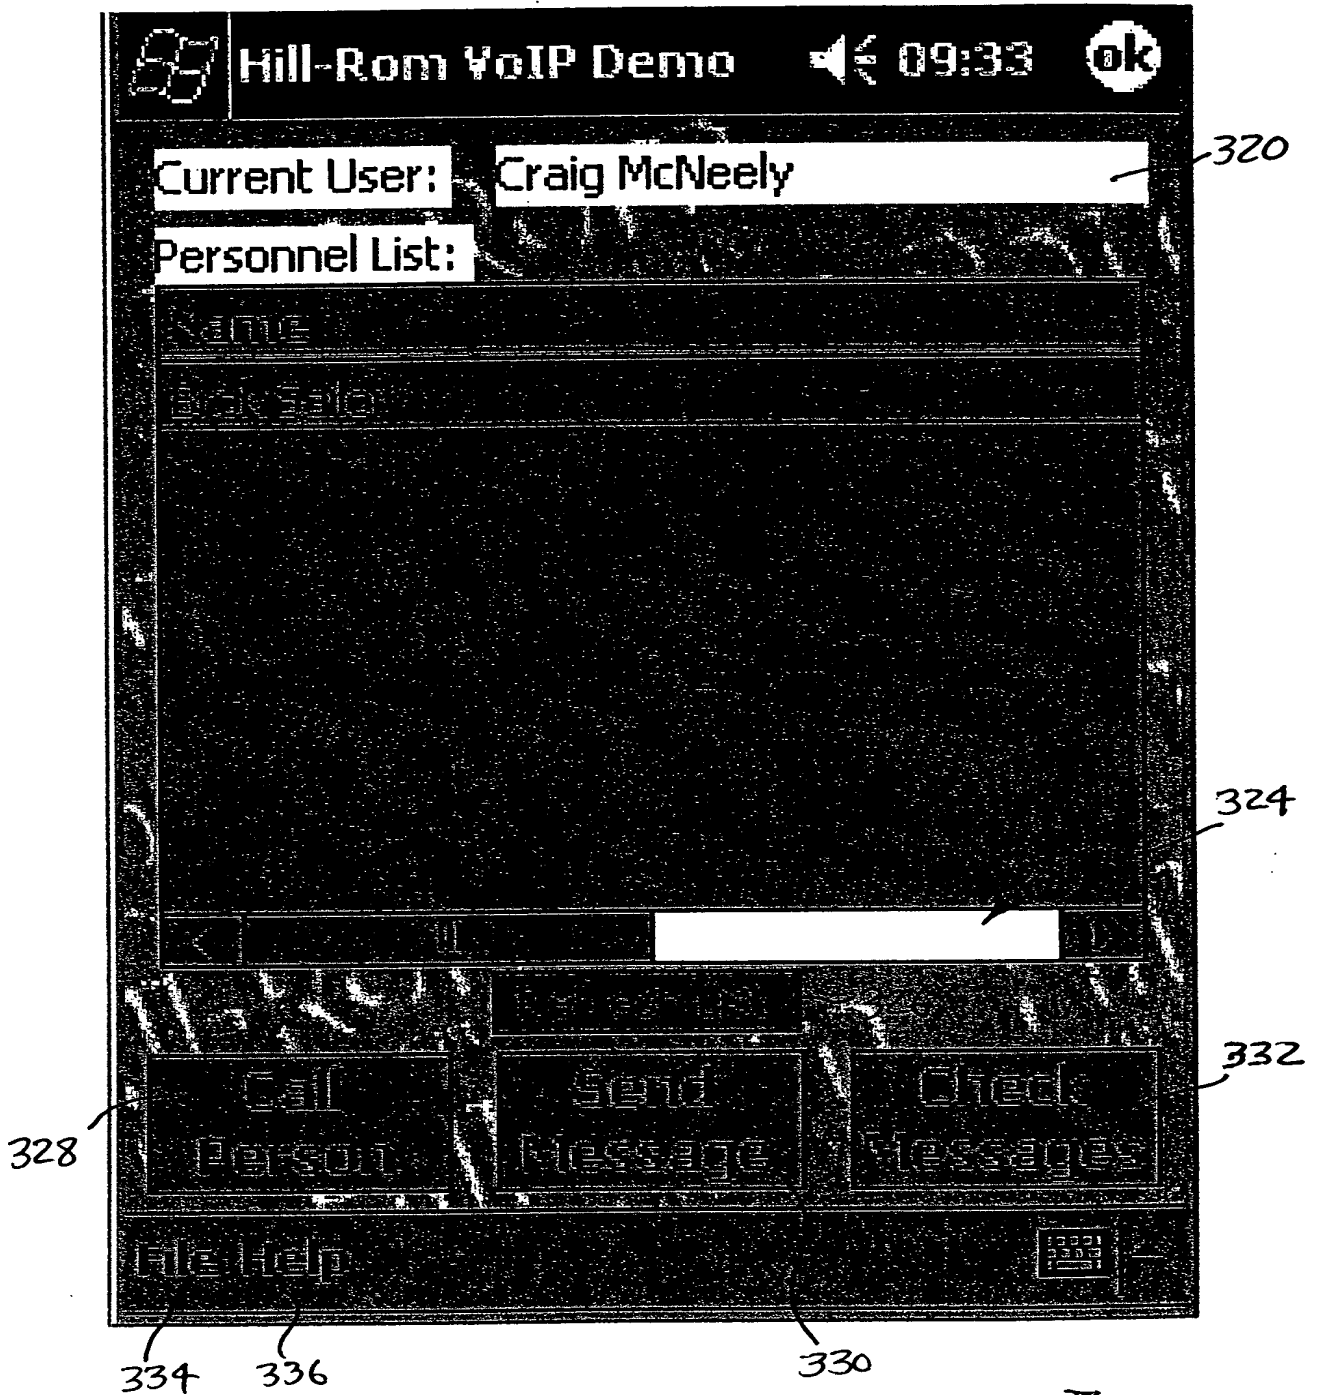 Hill-Rom VoIP Demo 09:33 ok
Current User: Craig McNeely
320
Personnel List:
Name
324
Call Person
Send Message
Check Messages
332
328
File Help
334
336
330